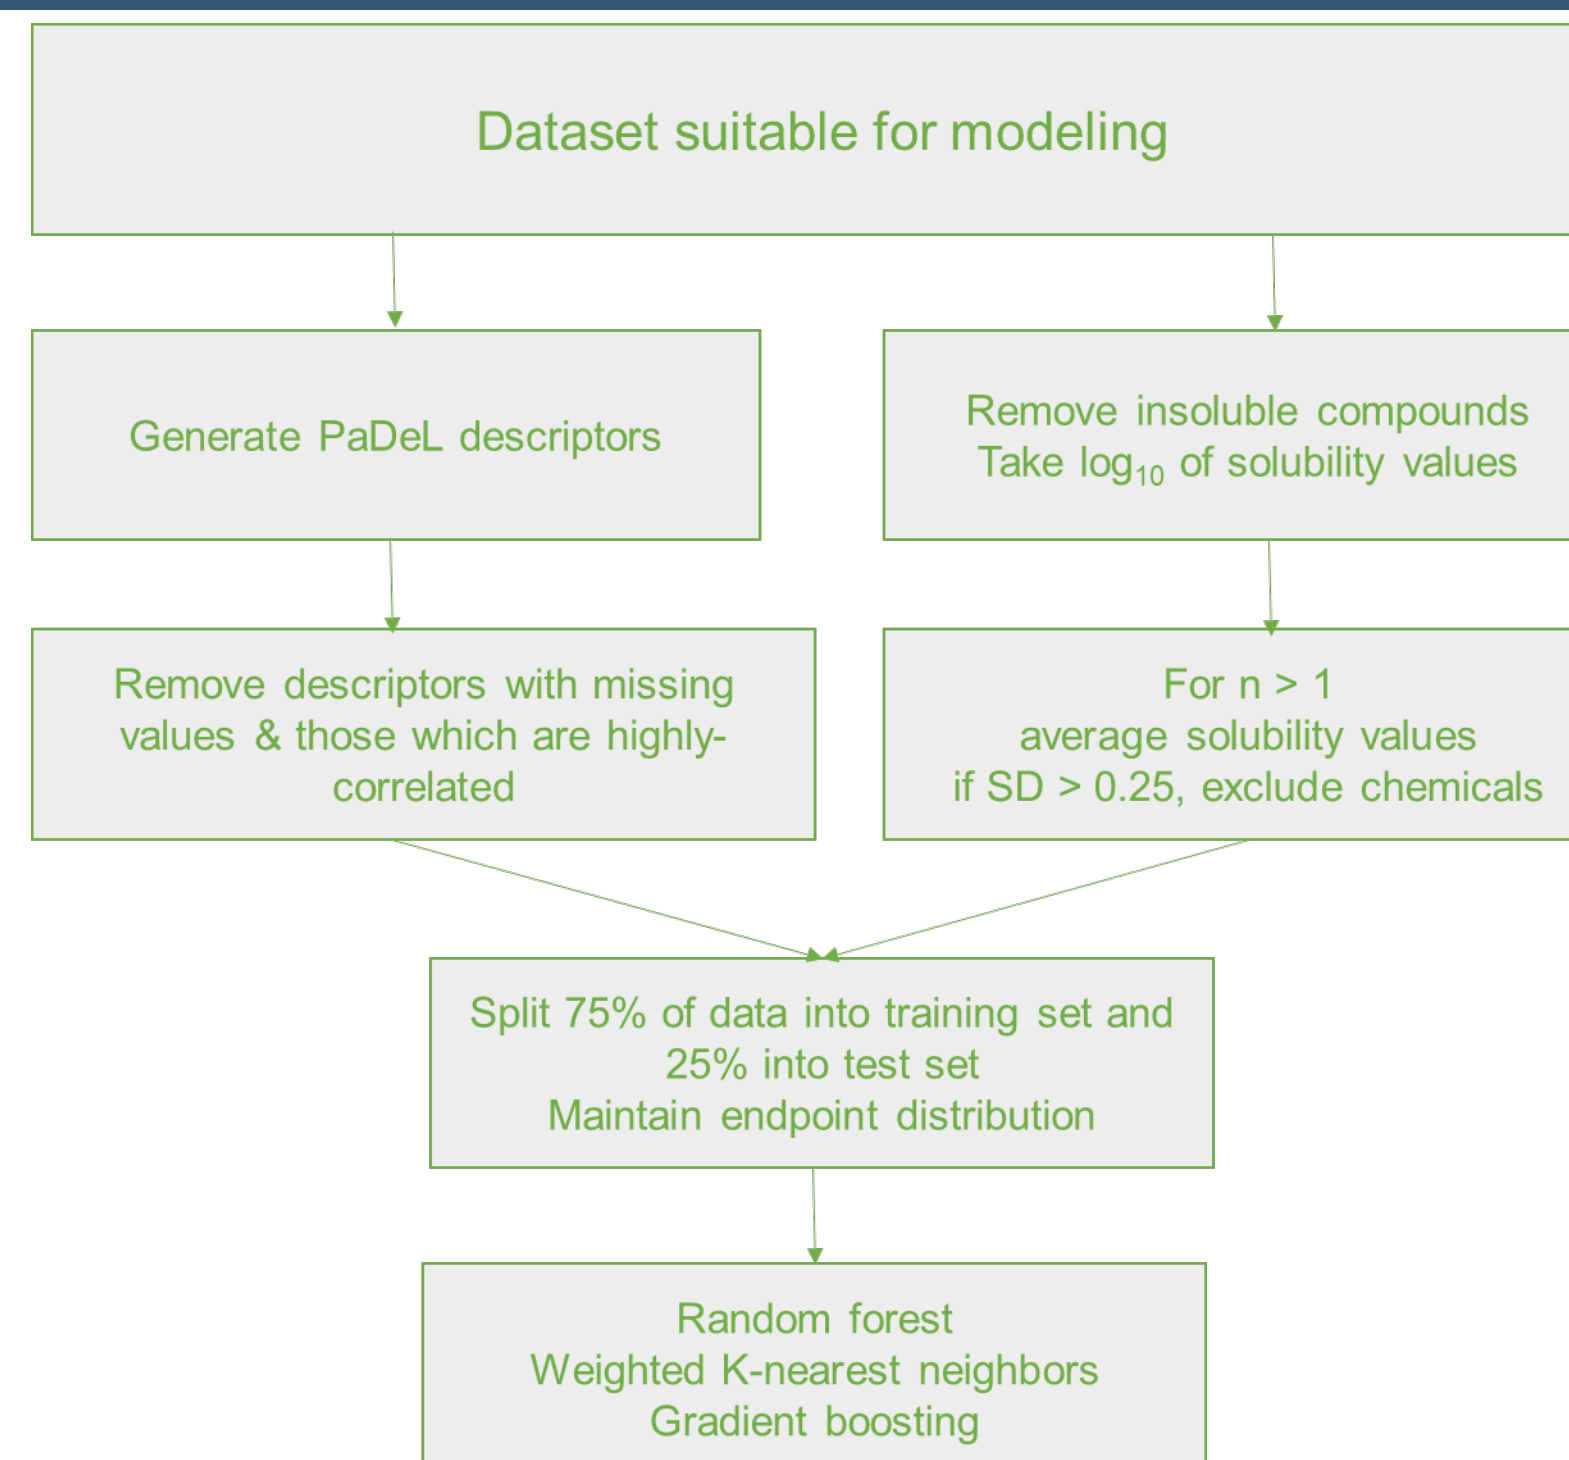 Dataset suitable for modeling
Generate PaDeL descriptors
Remove insoluble compounds
Take log₁₀ of solubility values
Remove descriptors with missing
values & those which are highly-
correlated
For n > 1
average solubility values
if SD > 0.25, exclude chemicals
Split 75% of data into training set and
25% into test set
Maintain endpoint distribution
Random forest
Weighted K-nearest neighbors
Gradient boosting